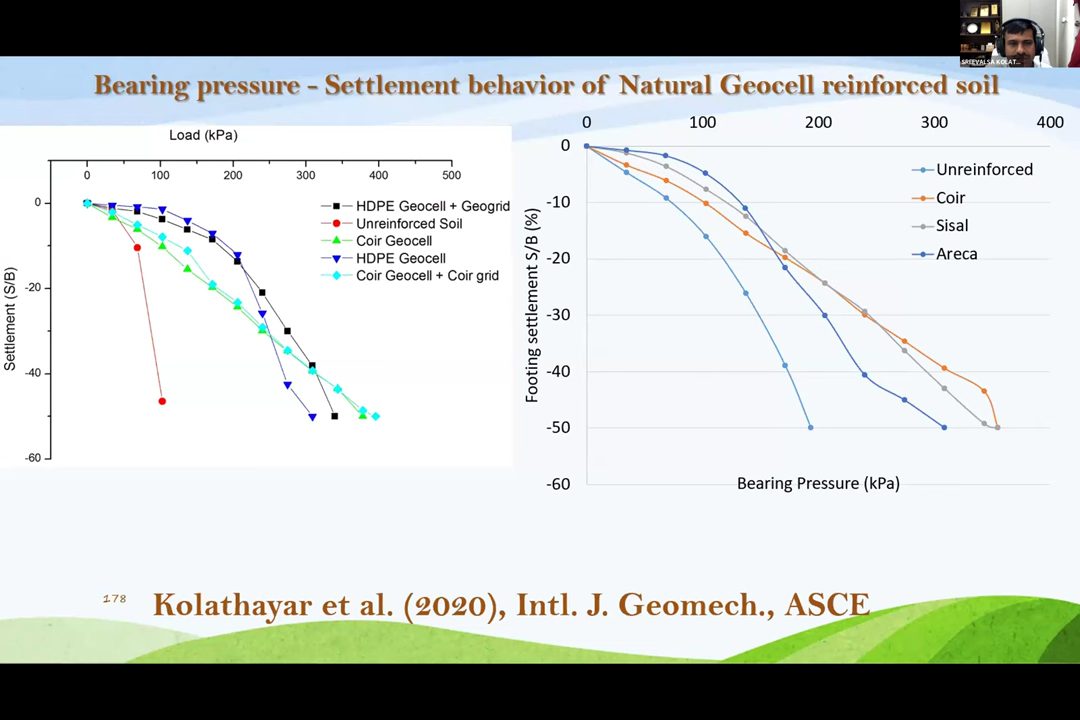 SREEVALSA KOLAT...
Bearing pressure - Settlement behavior of Natural Geocell reinforced soil
Load (kPa)
0 100 200 300 400 500
0
-20
-40
-60
Settlement (S/B)
HDPE Geocell + Geogrid
Unreinforced Soil
Coir Geocell
HDPE Geocell
Coir Geocell + Coir grid
0 100 200 300 400
0
-10
-20
-30
-40
-50
-60
Footing settlement S/B (%)
Unreinforced
Coir
Sisal
Areca
Bearing Pressure (kPa)
178
Kolathayar et al. (2020), Intl. J. Geomech., ASCE